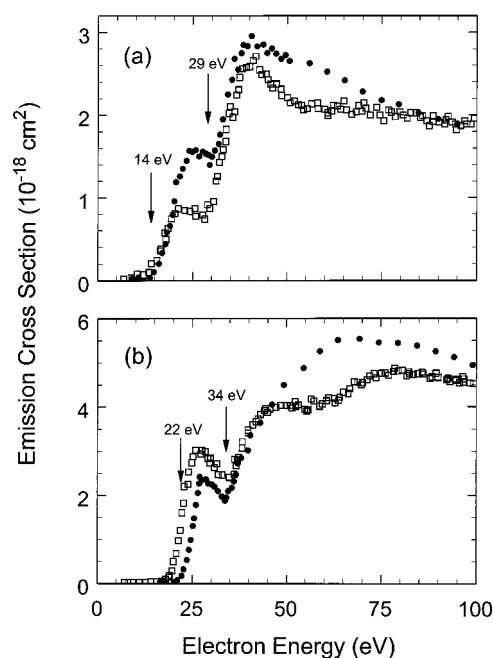 3
(a)
29 eV
2
14 eV
1
0
Emission Cross Section (10⁻¹⁸ cm²)
6
(b)
34 eV
4
22 eV
2
0
0 25 50 75 100
Electron Energy (eV)